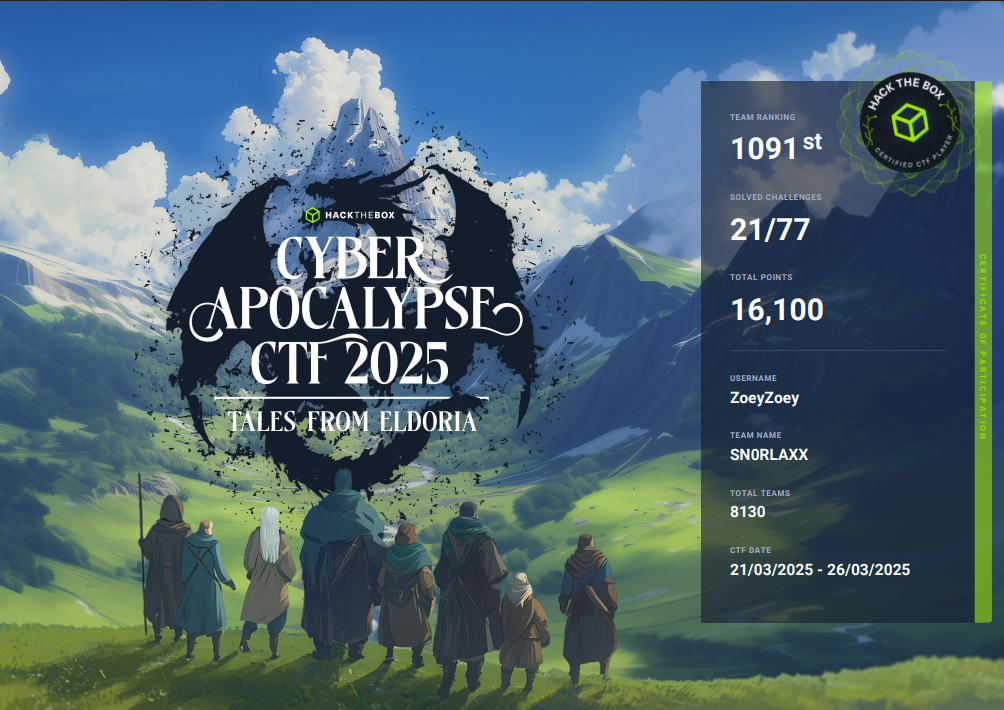 HACKTHEBOX
CYBER
APOCALYPSE
CTF 2025
TALES FROM ELDORIA
HACK THE BOX
CERTIFIED CTF PLAYER
TEAM RANKING
1091st
SOLVED CHALLENGES
21/77
TOTAL POINTS
16,100
USERNAME
ZoeyZoey
TEAM NAME
SN0RLAXX
TOTAL TEAMS
8130
CTF DATE
21/03/2025 - 26/03/2025
CERTIFICATE OF PARTICIPATION